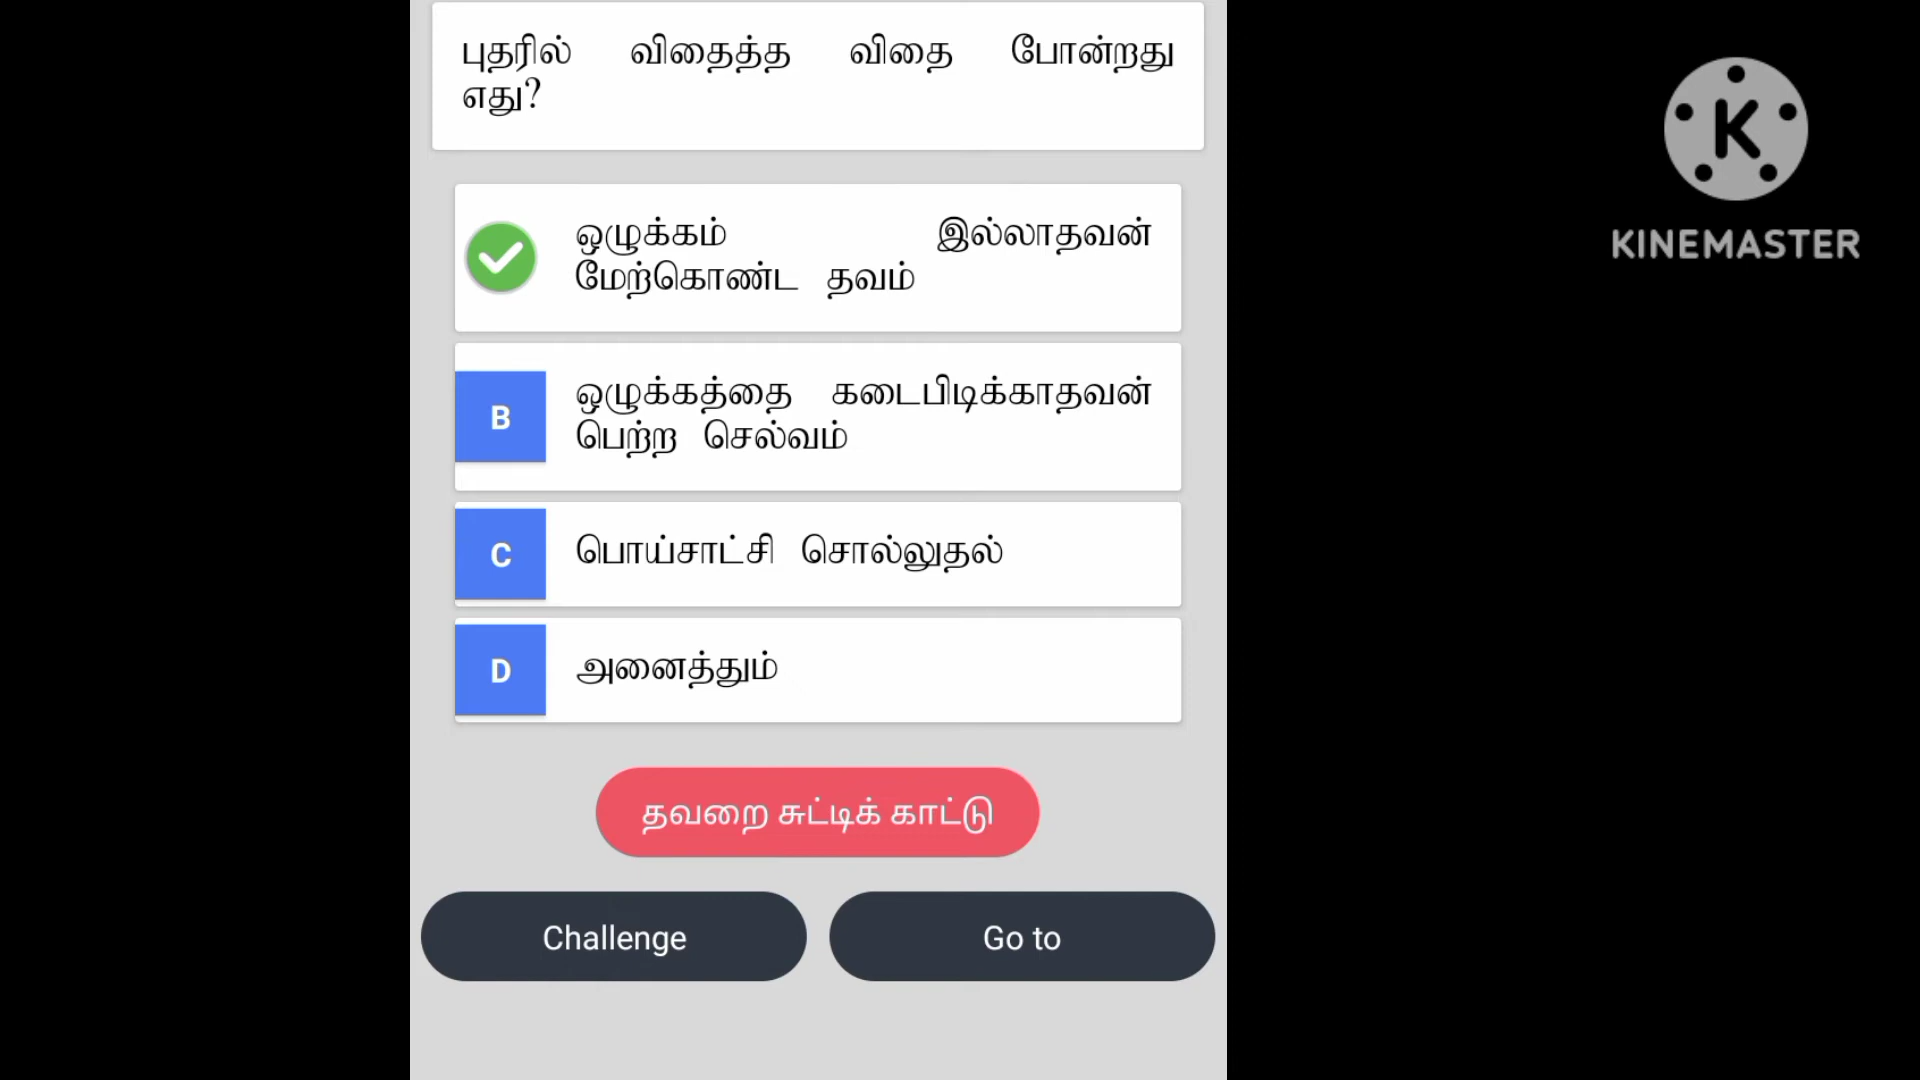 புதரில் விதைத்த விதை போன்றது
எது?
K
KINEMASTER
ஒழுக்கம் இல்லாதவன்
மேற்கொண்ட தவம்
B
ஒழுக்கத்தை கடைபிடிக்காதவன்
பெற்ற செல்வம்
C
பொய்சாட்சி சொல்லுதல்
D
அனைத்தும்
தவறை சுட்டிக் காட்டு
Challenge
Go to